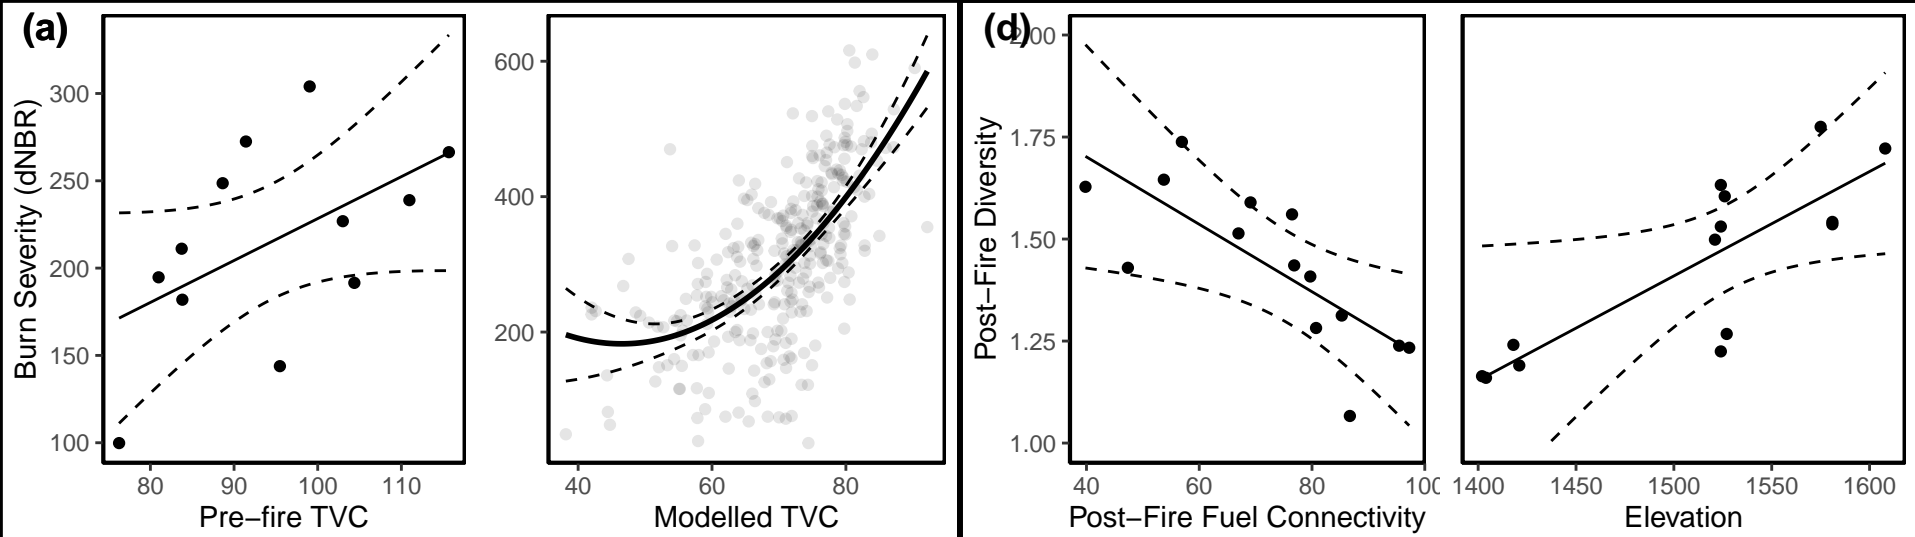 (a)
Burn Severity (dNBR)
300
250
200
150
100
80 90 100 110
Pre−fire TVC
600
400
200
40 60 80
Modelled TVC
(d)
Post−Fire Diversity
2.00
1.75
1.50
1.25
1.00
40 60 80 100
Post−Fire Fuel Connectivity
1400 1450 1500 1550 1600
Elevation